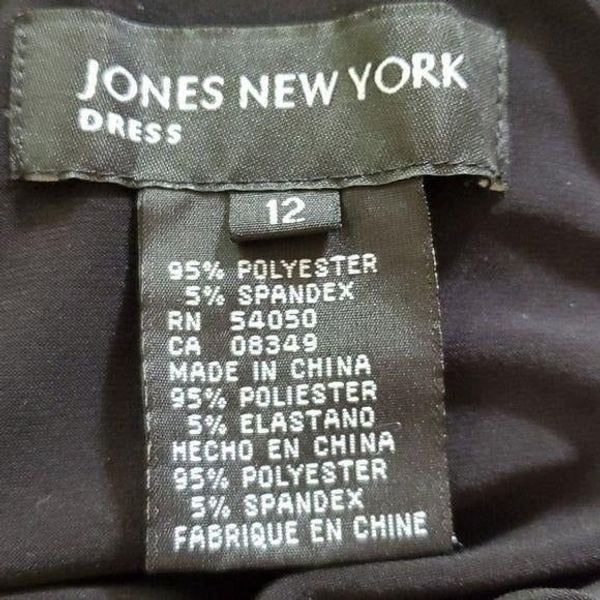 JONES NEW YORK
DRESS
12
95% POLYESTER
5% SPANDEX
RN 54050
CA 08349
MADE IN CHINA
95% POLIESTER
5% ELASTANO
HECHO EN CHINA
95% POLYESTER
5% SPANDEX
FABRIQUE EN CHINE